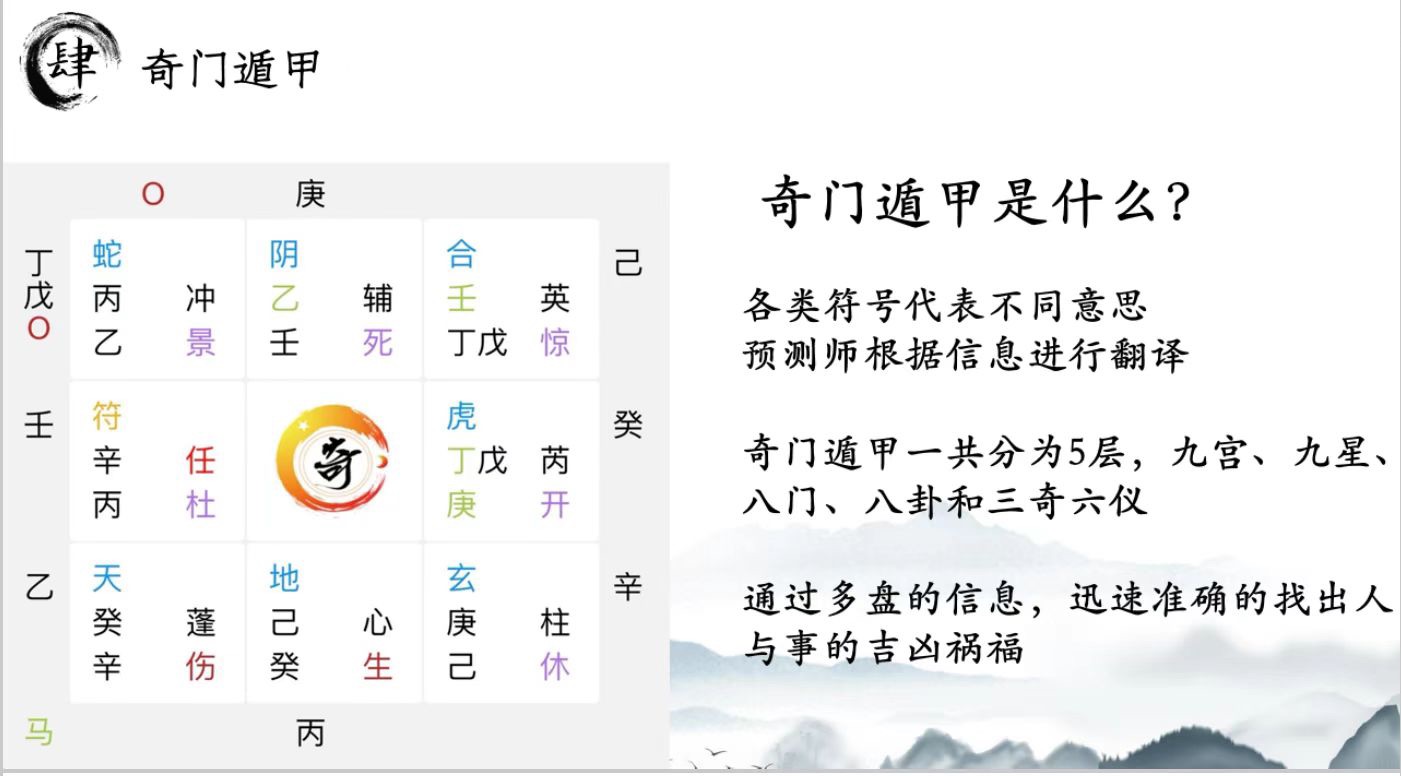 肆 奇门遁甲
O 庚
丁
戊
O
己
蛇 阴 合
丙 冲 乙 辅 壬 英
乙 景 壬 死 丁戊 惊
壬
癸
符 虎
辛 任 奇 丁戊 芮
丙 杜 庚 开
乙
辛
天 地 玄
癸 蓬 己 心 庚 柱
辛 伤 癸 生 己 休
马 丙
奇门遁甲是什么?
各类符号代表不同意思
预测师根据信息进行翻译
奇门遁甲一共分为5层，九宫、九星、
八门、八卦和三奇六仪
通过多盘的信息，迅速准确的找出人
与事的吉凶祸福